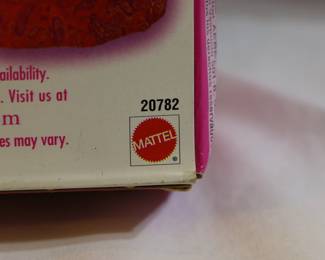 ailability.
. Visit us at
m
es may vary.
20782
MATTEL
®